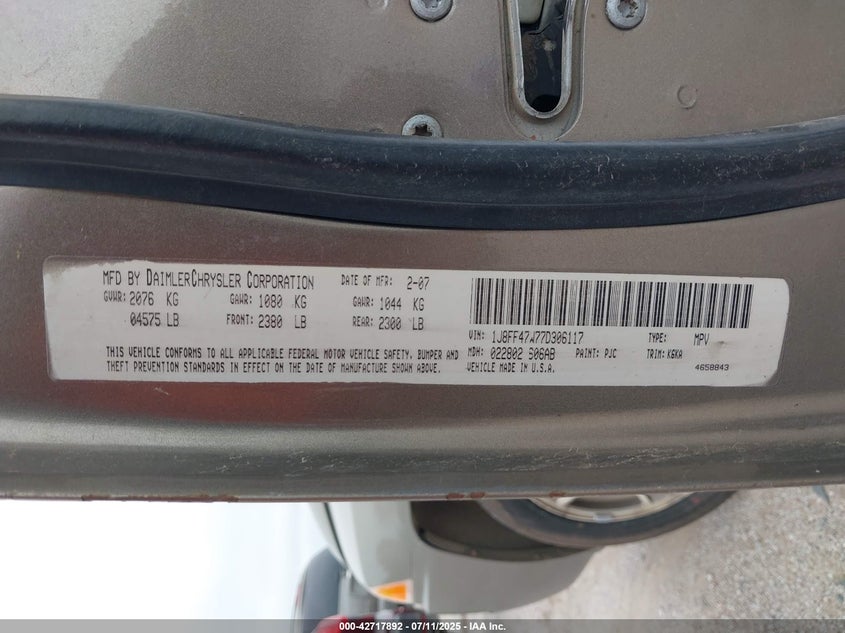 MFD BY DAIMLERCHRYSLER CORPORATION DATE OF MFR: 2-07
GVWR: 2076 KG GAWR: 1080 KG GAWR: 1044 KG
04575 LB FRONT: 2380 LB REAR: 2300 LB
VIN: 1J8FF47W77D306117 TYPE: MPV
MDH: 022802 506AB PAINT: PJC TRIM: K6KA
VEHICLE MADE IN U.S.A. 4658843
THIS VEHICLE CONFORMS TO ALL APPLICABLE FEDERAL MOTOR VEHICLE SAFETY, BUMPER AND
THEFT PREVENTION STANDARDS IN EFFECT ON THE DATE OF MANUFACTURE SHOWN ABOVE.
000-42717892 - 07/11/2025 - IAA Inc.